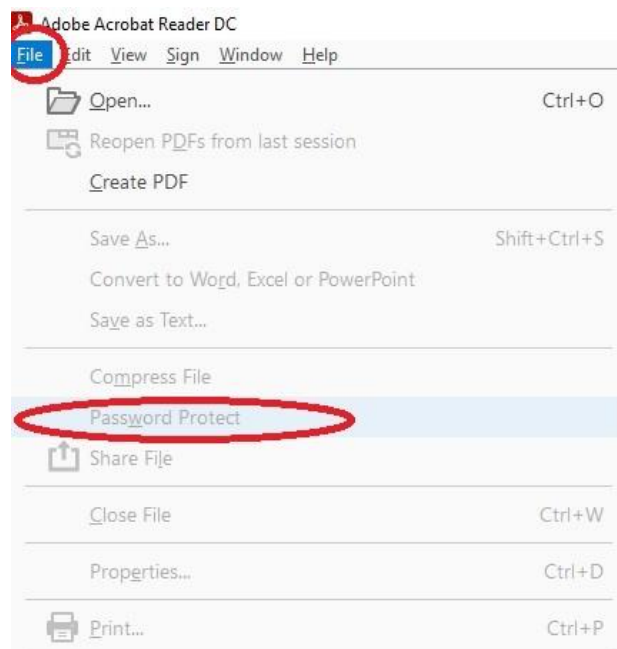 Adobe Acrobat Reader DC
File Edit View Sign Window Help
Open... Ctrl+O
Reopen PDFs from last session
Create PDF
Save As... Shift+Ctrl+S
Convert to Word, Excel or PowerPoint
Save as Text...
Compress File
Password Protect
Share File
Close File Ctrl+W
Properties... Ctrl+D
Print... Ctrl+P